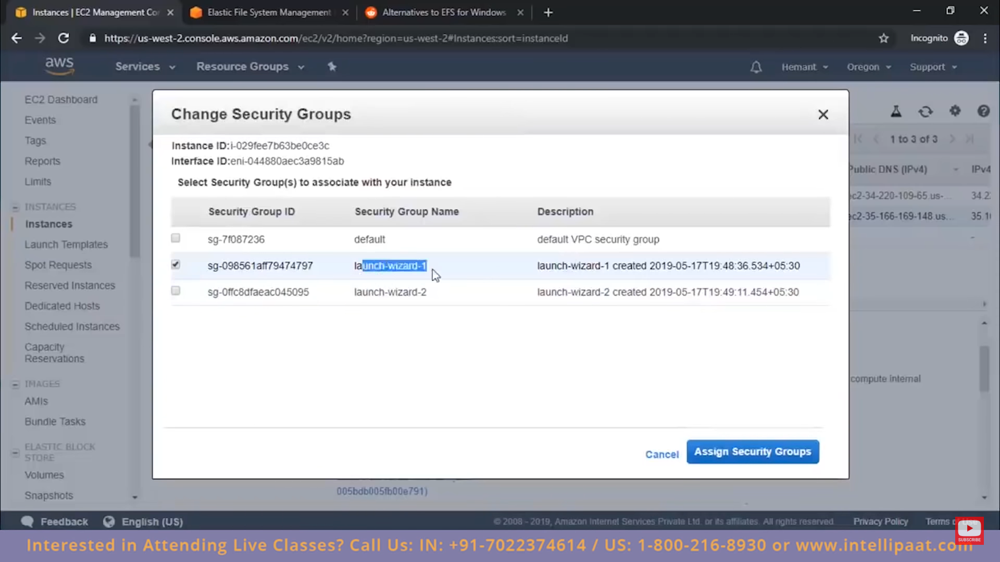 Instances | EC2 Management Co
Elastic File System Management
Alternatives to EFS for Windows
https://us-west-2.console.aws.amazon.com/ec2/v2/home?region=us-west-2#Instances:sort=instanceId
Incognito
aws
Services
Resource Groups
Hemant
Oregon
Support
EC2 Dashboard
Events
Tags
Reports
Limits
INSTANCES
Instances
Launch Templates
Spot Requests
Reserved Instances
Dedicated Hosts
Scheduled Instances
Capacity
Reservations
IMAGES
AMIs
Bundle Tasks
ELASTIC BLOCK
STORE
Volumes
Snapshots
Change Security Groups
Instance ID:i-029fee7b63be0ce3c
Interface ID:eni-044880aec3a9815ab
Select Security Group(s) to associate with your instance
Security Group ID Security Group Name Description
sg-7f087236 default default VPC security group
sg-098561aff79474797 launch-wizard-1 launch-wizard-1 created 2019-05-17T19:48:36.534+05:30
sg-0ffc8dfaeac045095 launch-wizard-2 launch-wizard-2 created 2019-05-17T19:49:11.454+05:30
Cancel
Assign Security Groups
1 to 3 of 3
Public DNS (IPv4) IPv4
ec2-34-220-109-65.us-... 34.2
ec2-35-166-169-148.us... 35.1
compute.internal
005bdb005fb00e791)
Feedback
English (US)
© 2008 - 2019, Amazon Internet Services Private Ltd. or its affiliates. All rights reserved.
Privacy Policy
Terms of Use
SUBSCRIBE
Interested in Attending Live Classes? Call Us: IN: +91-7022374614 / US: 1-800-216-8930 or www.intellipaat.com